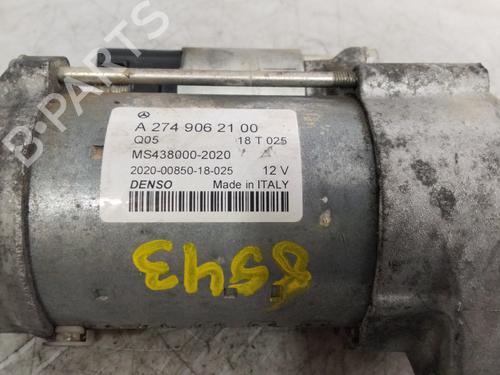 A 274 906 21 00
Q05 18 T 025
MS438000-2020
2020-00850-18-025 12 V
DENSO Made in ITALY
8543
B-Parts